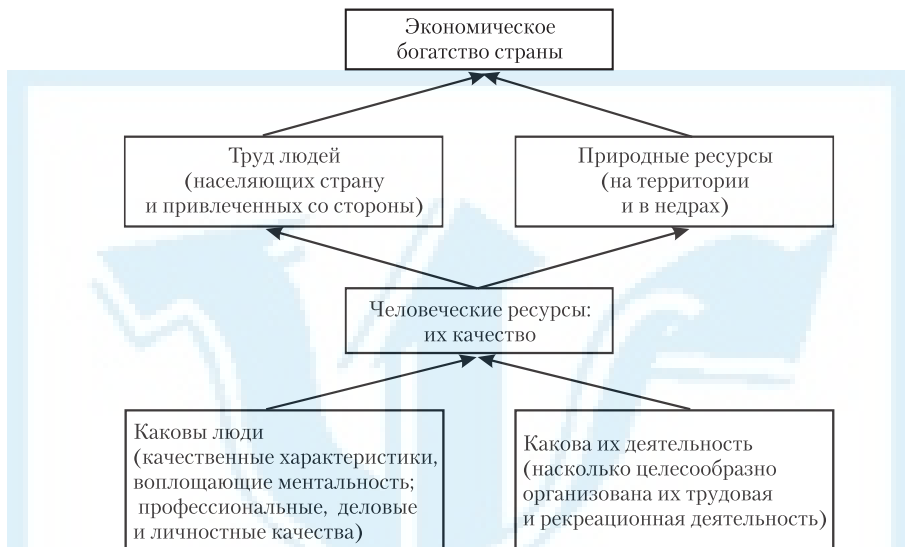 Экономическое
богатство страны
Труд людей
(населяющих страну
и привлеченных со стороны)
Природные ресурсы
(на территории
и в недрах)
Человеческие ресурсы:
их качество
Каковы люди
(качественные характеристики,
воплощающие ментальность;
профессиональные, деловые
и личностные качества)
Какова их деятельность
(насколько целесообразно
организована их трудовая
и рекреационная деятельность)